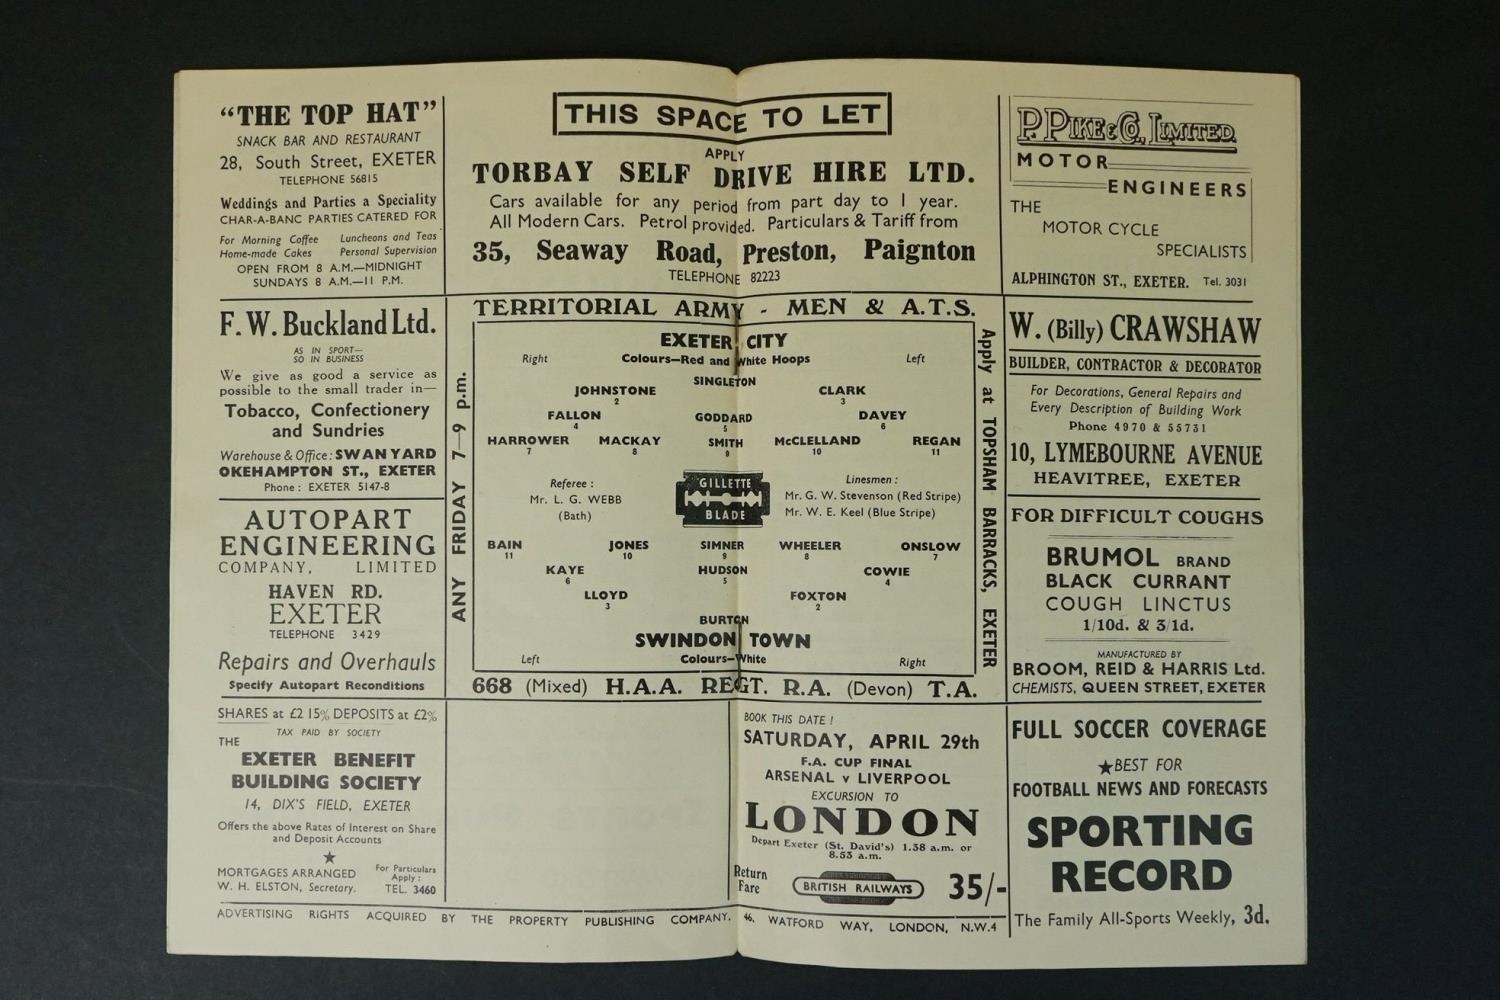 "THE TOP HAT"
SNACK BAR AND RESTAURANT
28, South Street, EXETER
TELEPHONE 56815
Weddings and Parties a Speciality
CHAR-A-BANC PARTIES CATERED FOR
For Morning Coffee Luncheons and Teas
Home-made Cakes Personal Supervision
OPEN FROM 8 A.M.—MIDNIGHT
SUNDAYS 8 A.M.—11 P.M.
THIS SPACE TO LET
APPLY
TORBAY SELF DRIVE HIRE LTD.
Cars available for any period from part day to 1 year.
All Modern Cars. Petrol provided. Particulars & Tariff from
35, Seaway Road, Preston, Paignton
TELEPHONE 82223
P. PIKE & Co., LIMITED.
MOTOR
ENGINEERS
THE
MOTOR CYCLE
SPECIALISTS
ALPHINGTON ST., EXETER. Tel. 3031
F. W. Buckland Ltd.
AS IN SPORT—
SO IN BUSINESS
We give as good a service as
possible to the small trader in—
Tobacco, Confectionery
and Sundries
Warehouse & Office: SWAN YARD
OKEHAMPTON ST., EXETER
Phone: EXETER 5147-8
AUTOPART
ENGINEERING
COMPANY, LIMITED
HAVEN RD.
EXETER
TELEPHONE 3429
Repairs and Overhauls
Specify Autopart Reconditions
TERRITORIAL ARMY - MEN & A.T.S.
ANY FRIDAY 7—9 p.m.
EXETER CITY
Right Colours—Red and White Hoops Left
SINGLETON
JOHNSTONE CLARK
2 3
FALLON GODDARD DAVEY
4 5 6
HARROWER MACKAY SMITH McCLELLAND REGAN
7 8 9 10 11
Referee:
Mr. L. G. WEBB
(Bath)
GILLETTE
BLADE
Linesmen:
Mr. G. W. Stevenson (Red Stripe)
Mr. W. E. Keel (Blue Stripe)
BAIN JONES SIMNER WHEELER ONSLOW
11 10 9 8 7
KAYE HUDSON COWIE
6 5 4
LLOYD FOXTON
3 2
BURTON
SWINDON TOWN
Left Colours—White Right
Apply at TOPSHAM BARRACKS, EXETER
668 (Mixed) H.A.A. REGT. R.A. (Devon) T.A.
W. (Billy) CRAWSHAW
BUILDER, CONTRACTOR & DECORATOR
For Decorations, General Repairs and
Every Description of Building Work
Phone 4970 & 55731
10, LYMEBOURNE AVENUE
HEAVITREE, EXETER
FOR DIFFICULT COUGHS
BRUMOL BRAND
BLACK CURRANT
COUGH LINCTUS
1/10d. & 3/1d.
MANUFACTURED BY
BROOM, REID & HARRIS Ltd.
CHEMISTS, QUEEN STREET, EXETER
SHARES at £2 15% DEPOSITS at £2%
TAX PAID BY SOCIETY
THE
EXETER BENEFIT
BUILDING SOCIETY
14, DIX'S FIELD, EXETER
Offers the above Rates of Interest on Share
and Deposit Accounts
MORTGAGES ARRANGED
W. H. ELSTON, Secretary.
For Particulars
Apply:
TEL. 3460
BOOK THIS DATE!
SATURDAY, APRIL 29th
F.A. CUP FINAL
ARSENAL v LIVERPOOL
EXCURSION TO
LONDON
Depart Exeter (St. David's) 1.38 a.m. or
8.53 a.m.
Return
Fare
BRITISH RAILWAYS
35/-
FULL SOCCER COVERAGE
★BEST FOR
FOOTBALL NEWS AND FORECASTS
SPORTING
RECORD
The Family All-Sports Weekly, 3d.
ADVERTISING RIGHTS ACQUIRED BY THE PROPERTY PUBLISHING COMPANY, 46, WATFORD WAY, LONDON, N.W.4